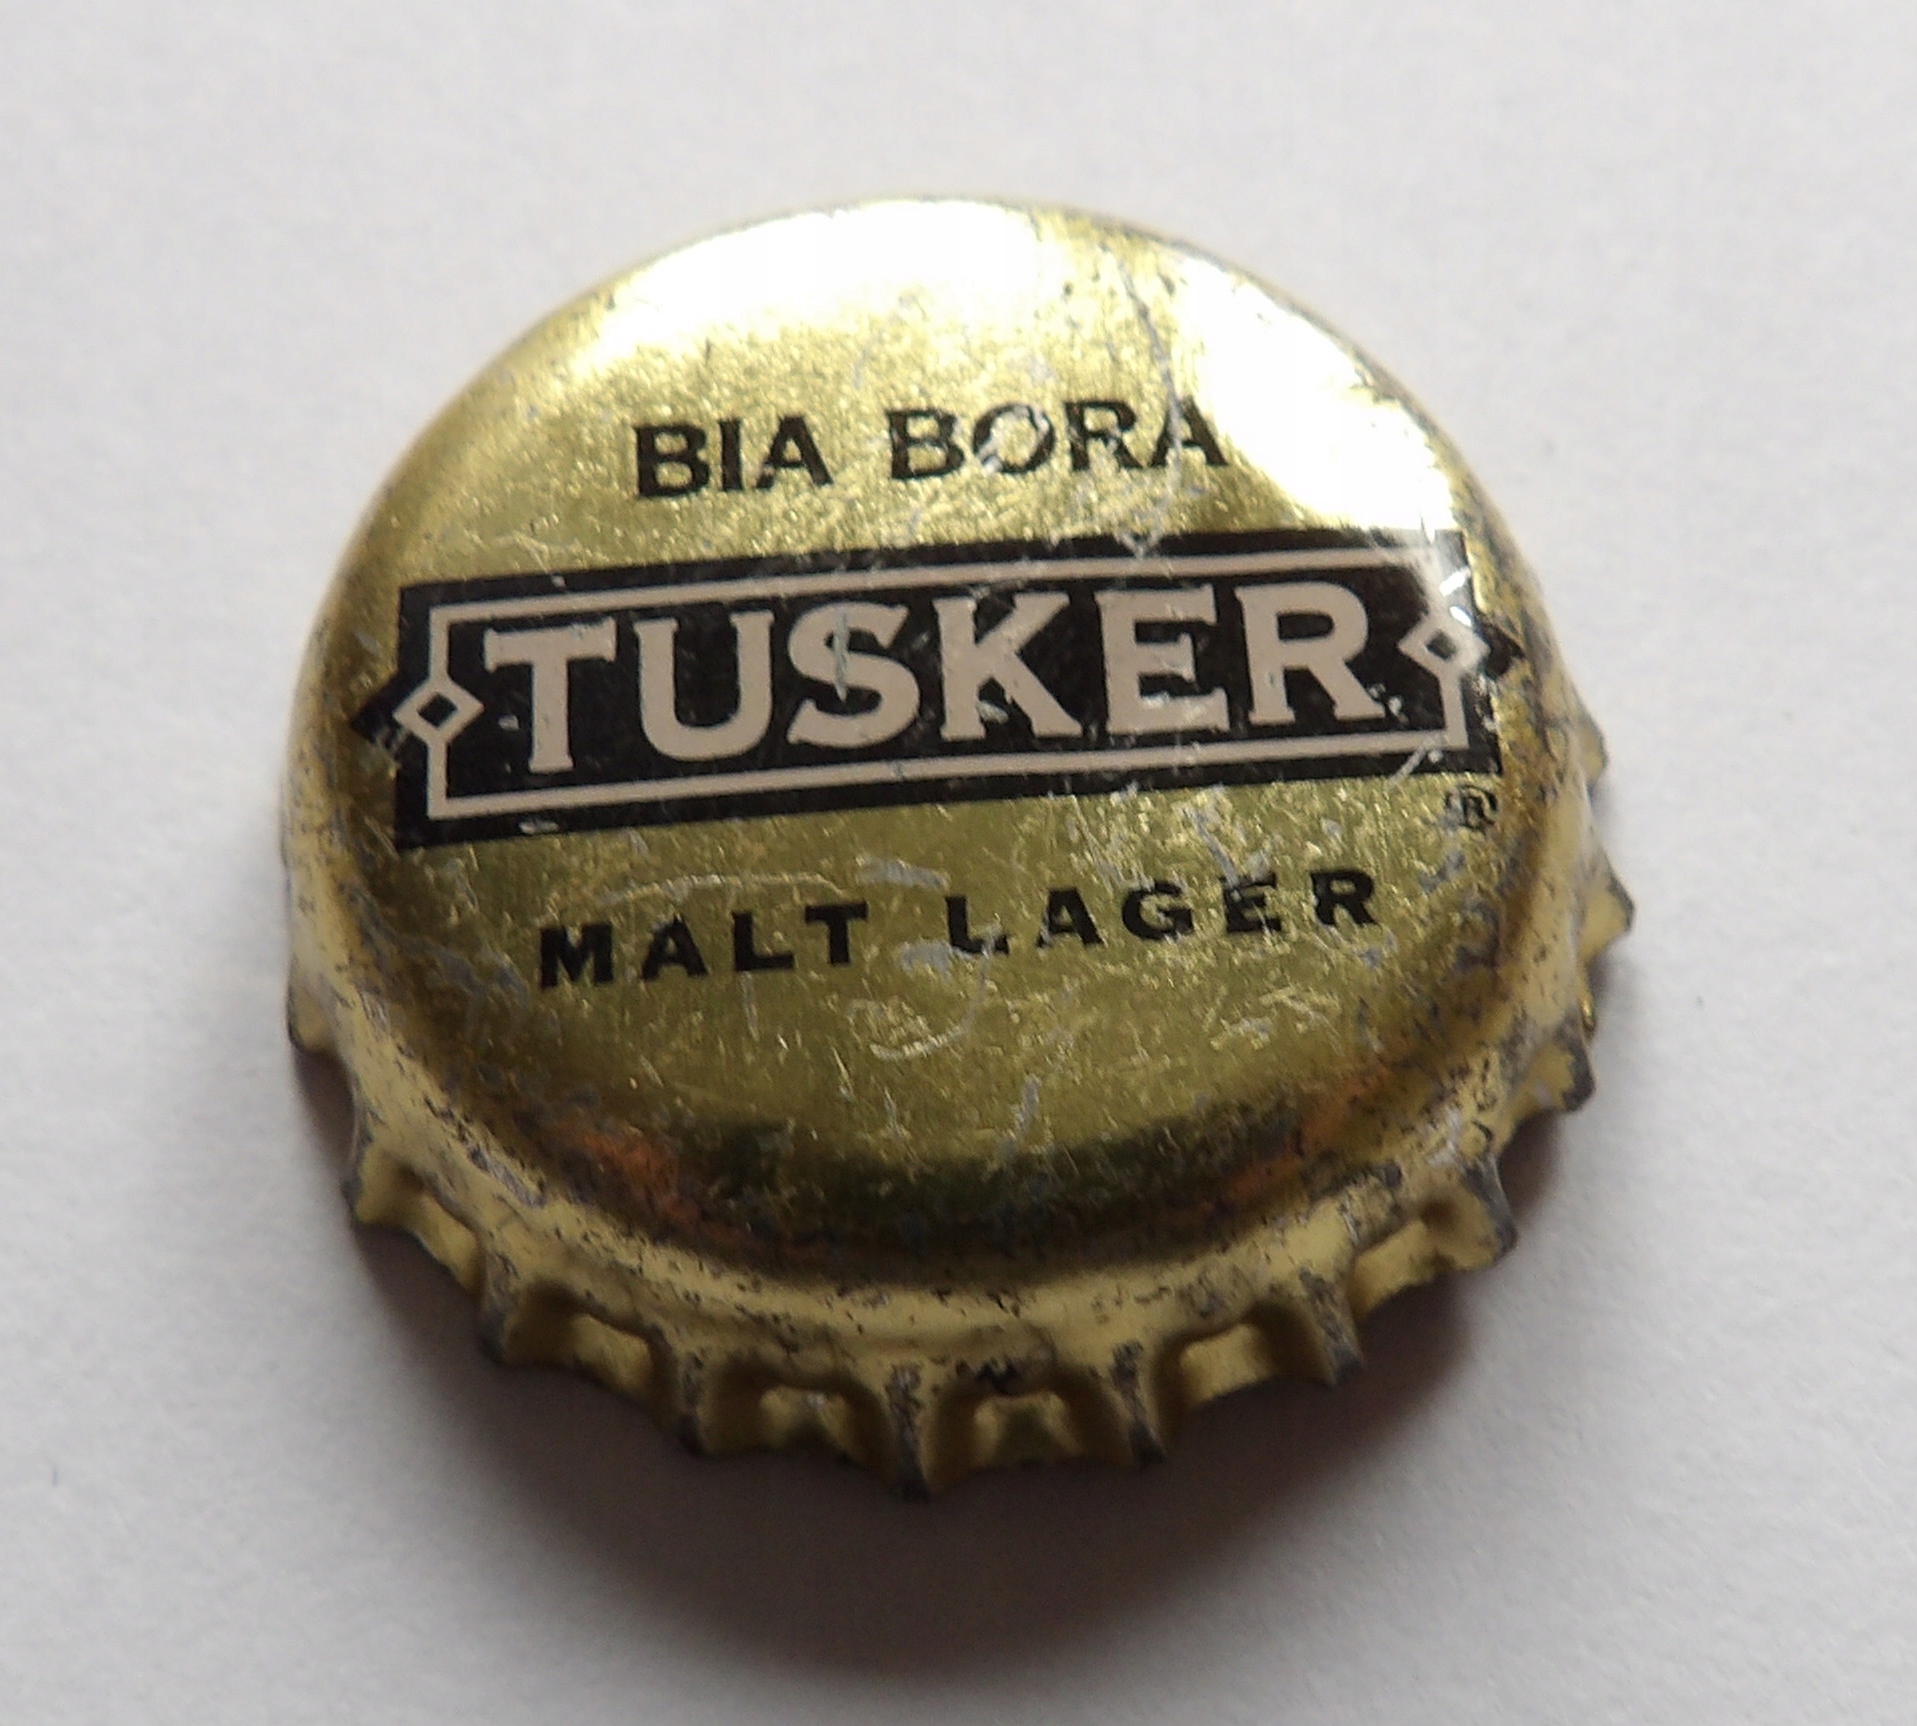 BIA BORA
TUSKER
®
MALT LAGER